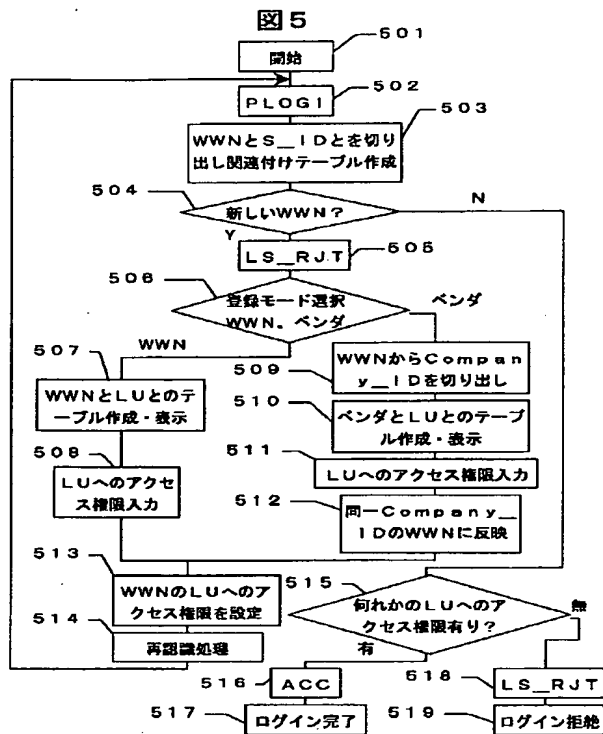 図5
501
開始
502
PLOGI
503
WWNとS_IDとを切り
出し関連付けテーブル作成
504
新しいWWN?
N
Y
505
LS_RJT
506
登録モード選択
WWN。ベンダ
ベンダ
WWN
507
WWNとLUとのテ
ーブル作成・表示
508
LUへのアクセ
ス権限入力
509
WWNからCompan
y_IDを切り出し
510
ベンダとLUとのテーブ
ル作成・表示
511
LUへのアクセス権限入力
512
同一Company_
IDのWWNに反映
513
WWNのLUへのア
クセス権限を設定
514
再認識処理
515
何れかのLUへのア
クセス権限有り?
無
有
516
ACC
517
ログイン完了
518
LS_RJT
519
ログイン拒絶